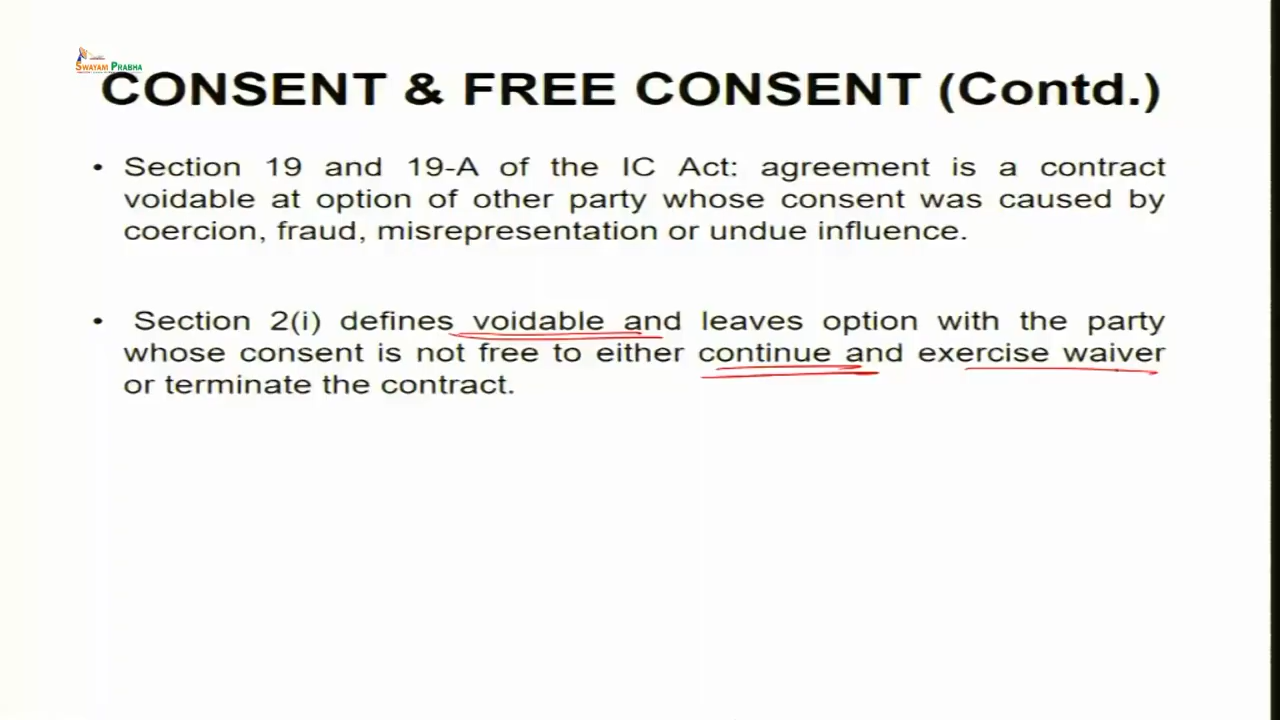 SWAYAM PRABHA
CONSENT & FREE CONSENT (Contd.)
• Section 19 and 19-A of the IC Act: agreement is a contract
voidable at option of other party whose consent was caused by
coercion, fraud, misrepresentation or undue influence.
• Section 2(i) defines voidable and leaves option with the party
whose consent is not free to either continue and exercise waiver
or terminate the contract.